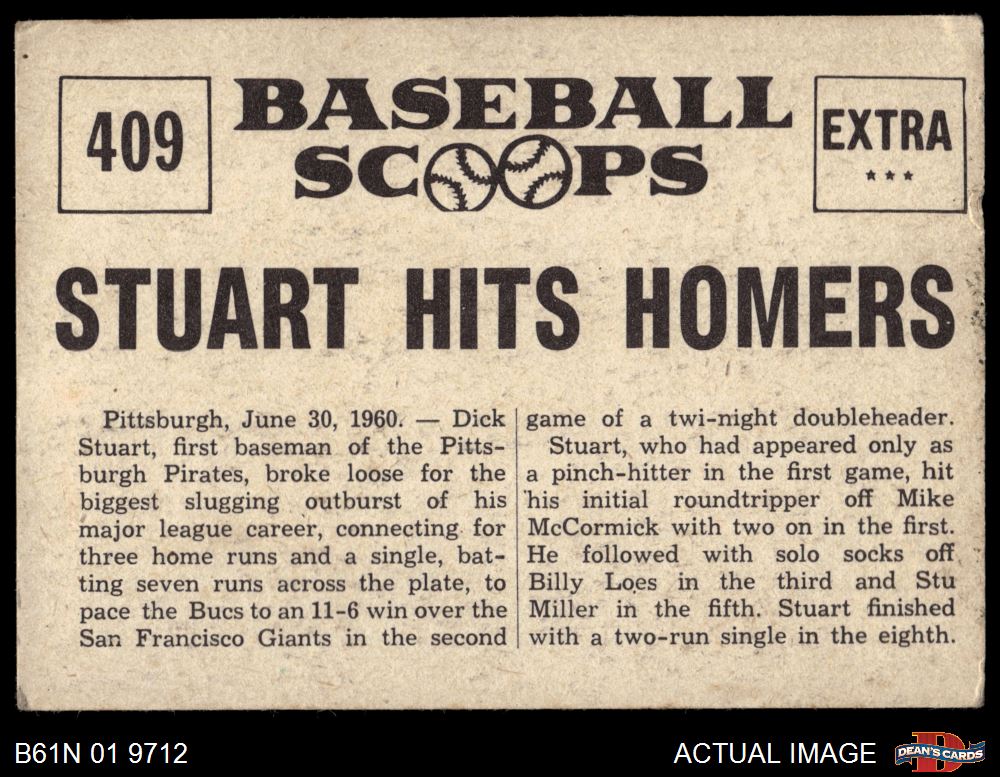 409
BASEBALL
SCOOPS
EXTRA
***
STUART HITS HOMERS
Pittsburgh, June 30, 1960. — Dick
Stuart, first baseman of the Pitts-
burgh Pirates, broke loose for the
biggest slugging outburst of his
major league career, connecting for
three home runs and a single, bat-
ting seven runs across the plate, to
pace the Bucs to an 11-6 win over the
San Francisco Giants in the second
game of a twi-night doubleheader.
Stuart, who had appeared only as
a pinch-hitter in the first game, hit
his initial roundtripper off Mike
McCormick with two on in the first.
He followed with solo socks off
Billy Loes in the third and Stu
Miller in the fifth. Stuart finished
with a two-run single in the eighth.
B61N 01 9712
ACTUAL IMAGE
DEAN'S CARDS